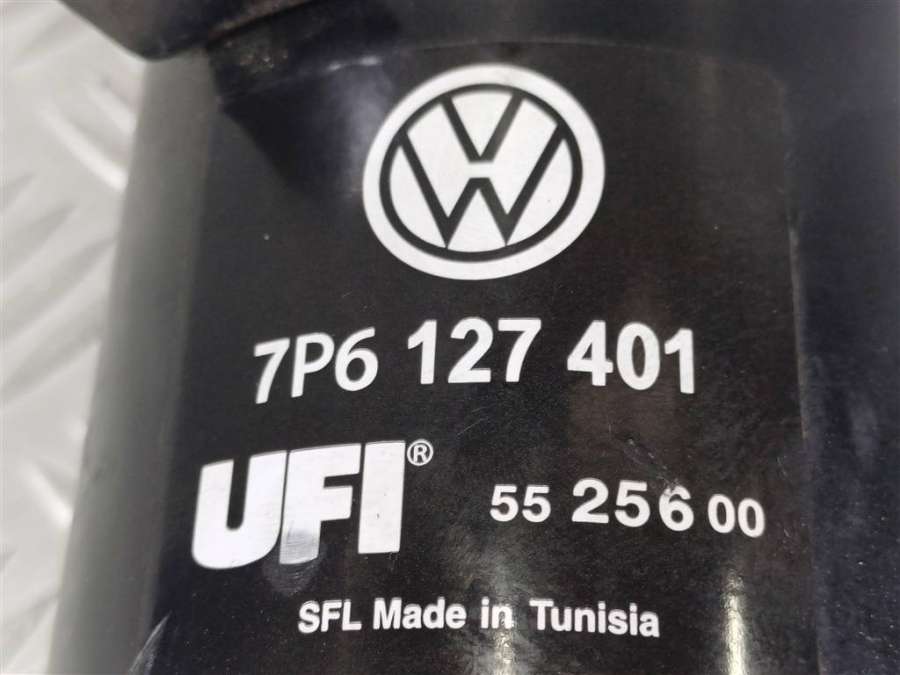 7P6 127 401
UFI® 55 256 00
SFL Made in Tunisia